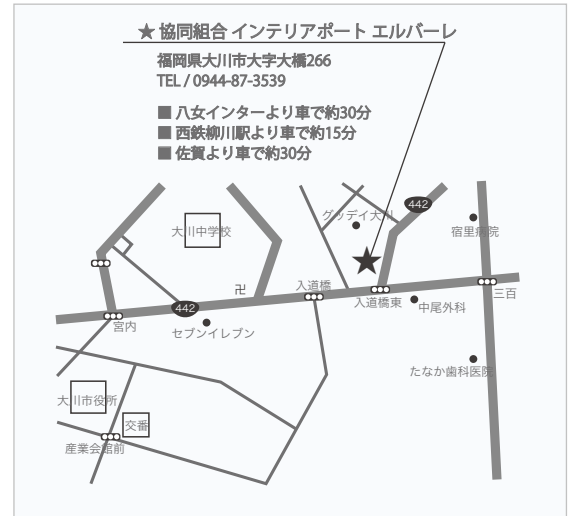 ★ 協同組合 インテリアポート エルバーレ
福岡県大川市大字大橋266
TEL / 0944-87-3539
■ 八女インターより車で約30分
■ 西鉄柳川駅より車で約15分
■ 佐賀より車で約30分
442
グッデイ大川
大川中学校
宿里病院
卍
入道橋
三百
入道橋東
中尾外科
442
宮内
セブンイレブン
たなか歯科医院
大川市役所
交番
産業会館前